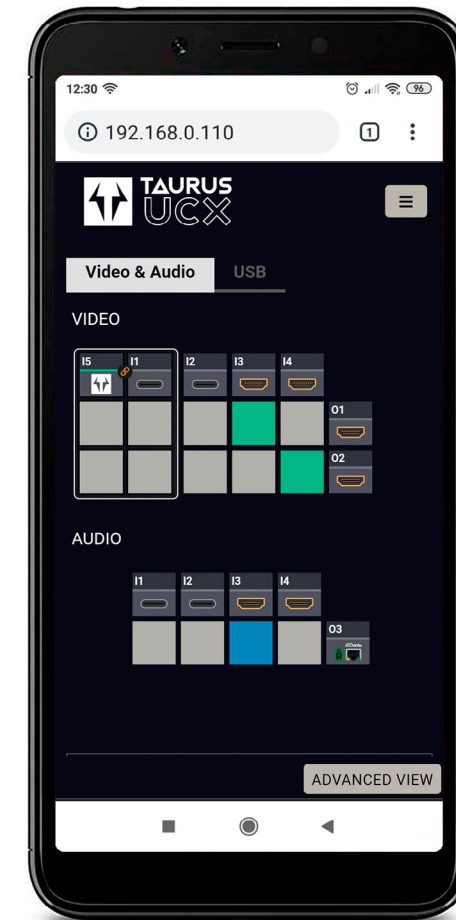 12:30
96
192.168.0.110
1
TAURUS
UCX
Video & Audio USB
VIDEO
I5 I1 I2 I3 I4
O1
O2
AUDIO
I1 I2 I3 I4
O3
Dante
ADVANCED VIEW